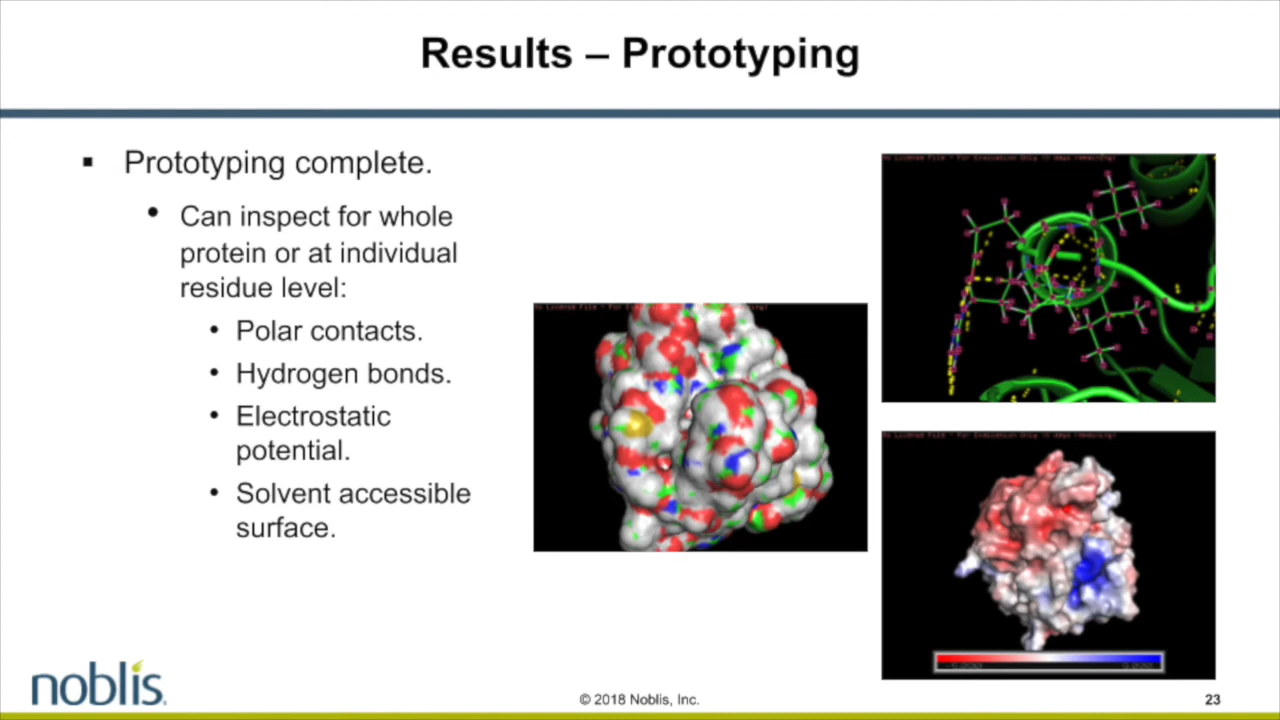 Results – Prototyping
▪ Prototyping complete.
• Can inspect for whole
protein or at individual
residue level:
• Polar contacts.
• Hydrogen bonds.
• Electrostatic
potential.
• Solvent accessible
surface.
noblis.
© 2018 Noblis, Inc.
23